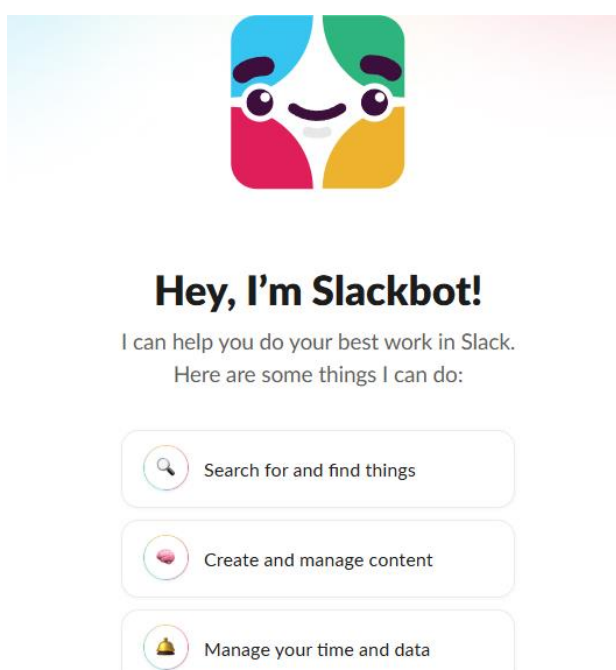 Hey, I’m Slackbot!
I can help you do your best work in Slack.
Here are some things I can do:
Search for and find things
Create and manage content
Manage your time and data